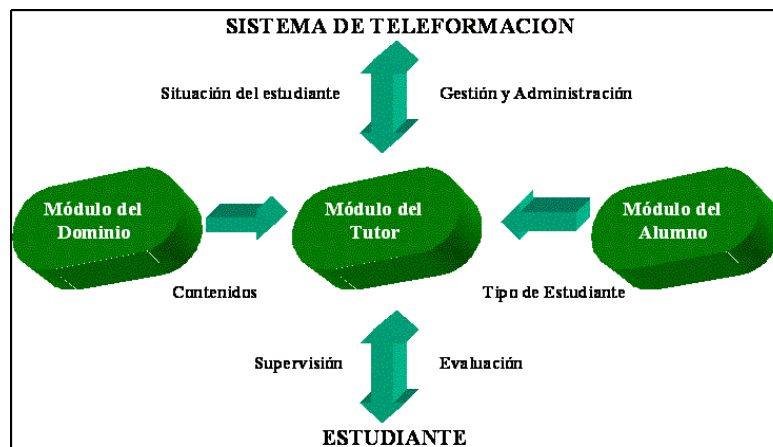 SISTEMA DE TELEFORMACION
Situación del estudiante
Gestión y Administración
Módulo del
Dominio
Módulo del
Tutor
Módulo del
Alumno
Contenidos
Tipo de Estudiante
Supervisión
Evaluación
ESTUDIANTE